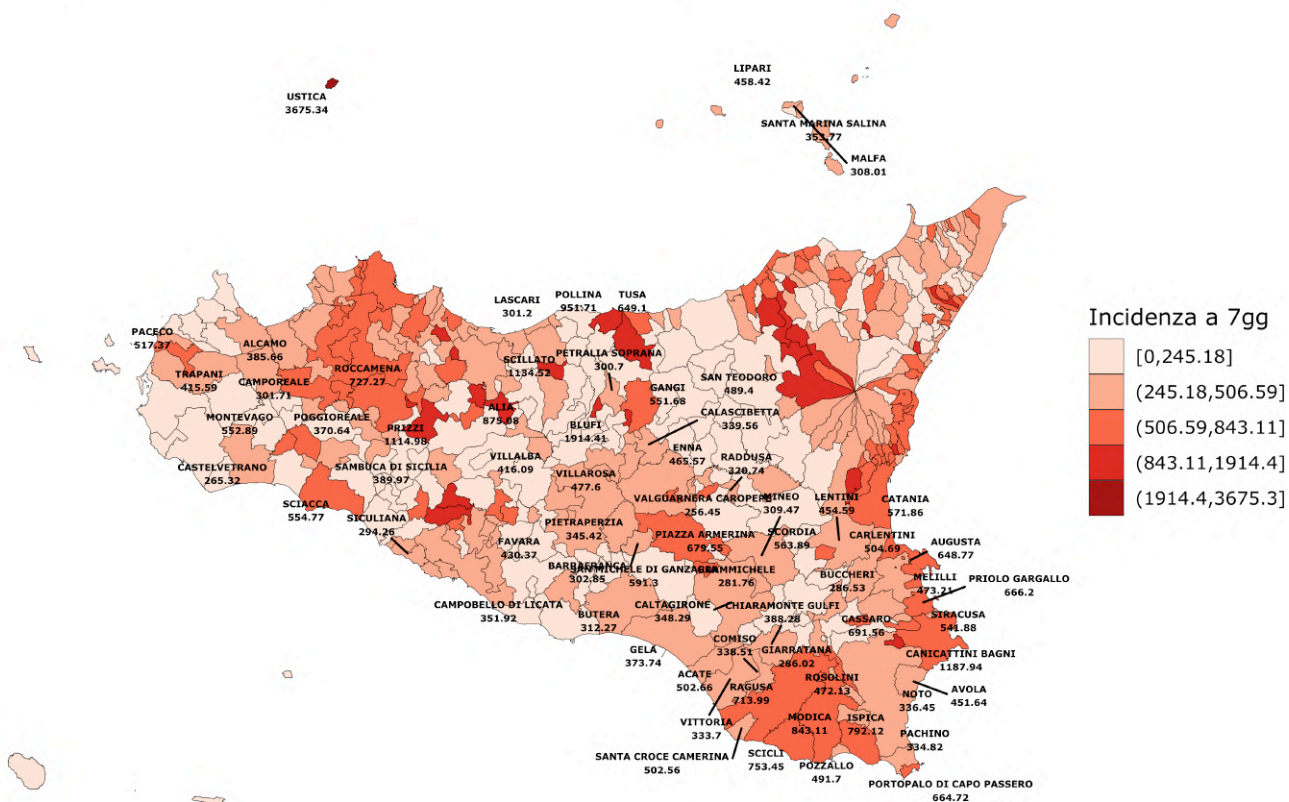 LIPARI
458.42
USTICA
3675.34
SANTA MARINA SALINA
353.77
MALFA
308.01
Incidenza a 7gg
[0,245.18]
(245.18,506.59]
(506.59,843.11]
(843.11,1914.4]
(1914.4,3675.3]
LASCARI
301.2
POLLINA
951.71
TUSA
649.1
PACECO
517.37
ALCAMO
385.66
TRAPANI
415.59
CAMPOREALE
301.71
ROCCAMENA
727.27
SCILLATO
1134.52
PETRALIA SOPRANA
300.7
GANGI
551.68
SAN TEODORO
489.4
CALASCIBETTA
339.56
MONTEVAGO
552.89
POGGIOREALE
370.64
PRIZZI
1114.98
ALIA
875.08
BLUFI
1914.41
ENNA
465.57
RADDUSA
320.74
CASTELVETRANO
265.32
SAMBUCA DI SICILIA
389.97
VILLALBA
416.09
VILLAROSA
477.6
VALGUARNERA CAROPEPE
256.45
MINEO
309.47
LENTINI
454.59
CATANIA
571.86
SCIACCA
554.77
SICULIANA
294.26
PIETRAPERZIA
345.42
PIAZZA ARMERINA
679.55
SCORDIA
563.89
CARLENTINI
504.69
AUGUSTA
648.77
FAVARA
430.37
BARRAFRANCA
302.85
SAN MICHELE DI GANZARIA
591.3
GRAMMICHELE
281.76
BUCCHERI
286.53
MELILLI
473.21
PRIOLO GARGALLO
666.2
CAMPOBELLO DI LICATA
351.92
BUTERA
312.27
CALTAGIRONE
348.29
CHIARAMONTE GULFI
388.28
CASSARO
691.56
SIRACUSA
541.88
GELA
373.74
COMISO
338.51
GIARRATANA
286.02
CANICATTINI BAGNI
1187.94
ACATE
502.66
RAGUSA
713.99
ROSOLINI
472.13
NOTO
336.45
AVOLA
451.64
VITTORIA
333.7
MODICA
843.11
ISPICA
792.12
PACHINO
334.82
SANTA CROCE CAMERINA
502.56
SCICLI
753.45
POZZALLO
491.7
PORTOPALO DI CAPO PASSERO
664.72